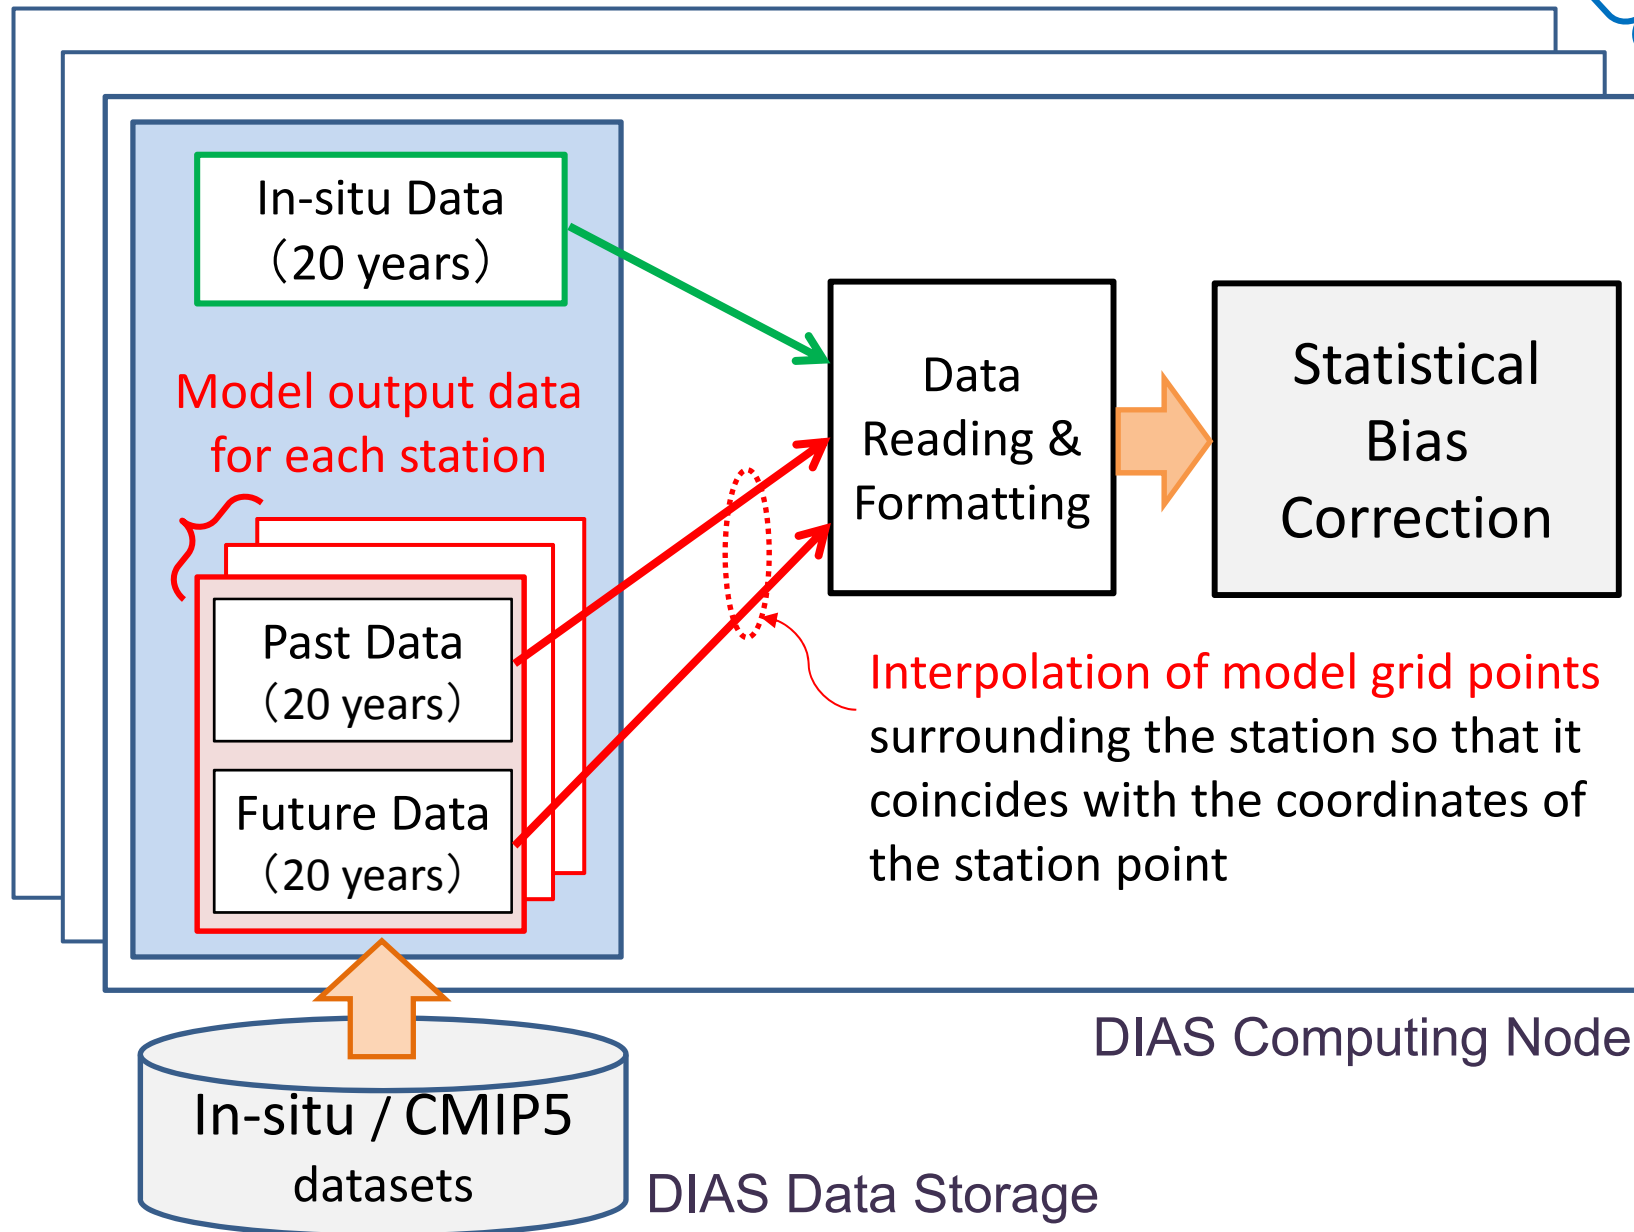 In-situ Data
（20 years）
Model output data
for each station
Past Data
（20 years）
Future Data
（20 years）
Data
Reading &
Formatting
Statistical
Bias
Correction
Interpolation of model grid points
surrounding the station so that it
coincides with the coordinates of
the station point
DIAS Computing Node
In-situ / CMIP5
datasets
DIAS Data Storage